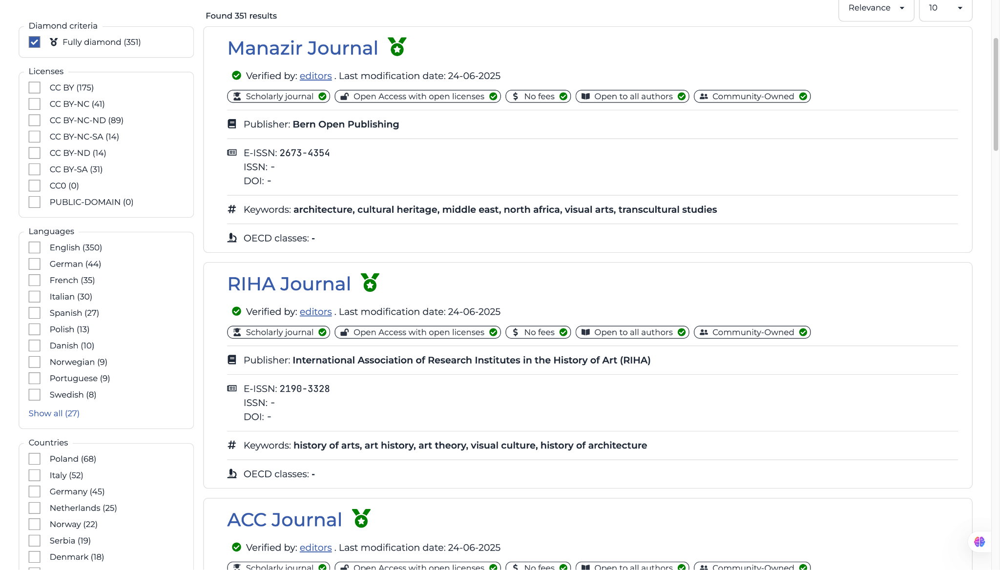 Relevance
10
Found 351 results
Diamond criteria
Fully diamond (351)
Licenses
CC BY (175)
CC BY-NC (41)
CC BY-NC-ND (89)
CC BY-NC-SA (14)
CC BY-ND (14)
CC BY-SA (31)
CC0 (0)
PUBLIC-DOMAIN (0)
Languages
English (350)
German (44)
French (35)
Italian (30)
Spanish (27)
Polish (13)
Danish (10)
Norwegian (9)
Portuguese (9)
Swedish (8)
Show all (27)
Countries
Poland (68)
Italy (52)
Germany (45)
Netherlands (25)
Norway (22)
Serbia (19)
Denmark (18)
Manazir Journal
Verified by: editors . Last modification date: 24-06-2025
Scholarly journal Open Access with open licenses $ No fees Open to all authors Community-Owned
Publisher: Bern Open Publishing
E-ISSN: 2673-4354
ISSN: -
DOI: -
# Keywords: architecture, cultural heritage, middle east, north africa, visual arts, transcultural studies
OECD classes: -
RIHA Journal
Verified by: editors . Last modification date: 24-06-2025
Scholarly journal Open Access with open licenses $ No fees Open to all authors Community-Owned
Publisher: International Association of Research Institutes in the History of Art (RIHA)
E-ISSN: 2190-3328
ISSN: -
DOI: -
# Keywords: history of arts, art history, art theory, visual culture, history of architecture
OECD classes: -
ACC Journal
Verified by: editors . Last modification date: 24-06-2025
Scholarly journal Open Access with open licenses $ No fees Open to all authors Community-Owned